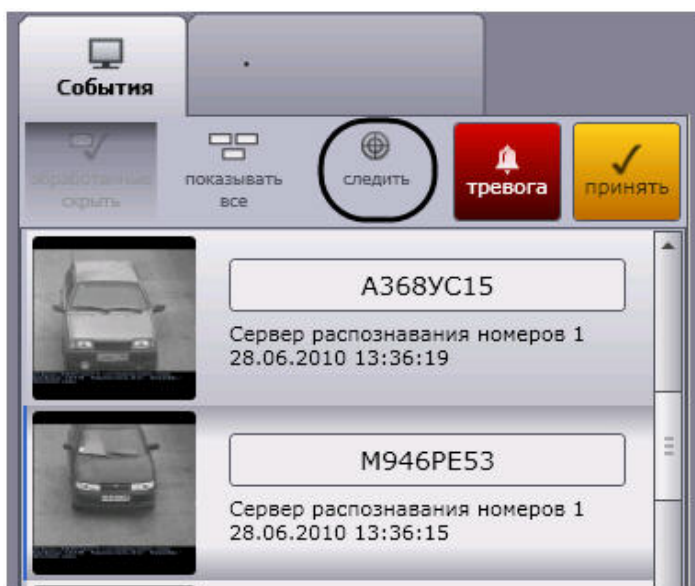 События
обработанные
скрыть
показывать
все
следить
тревога
принять
А368УС15
Сервер распознавания номеров 1
28.06.2010 13:36:19
М946РЕ53
Сервер распознавания номеров 1
28.06.2010 13:36:15